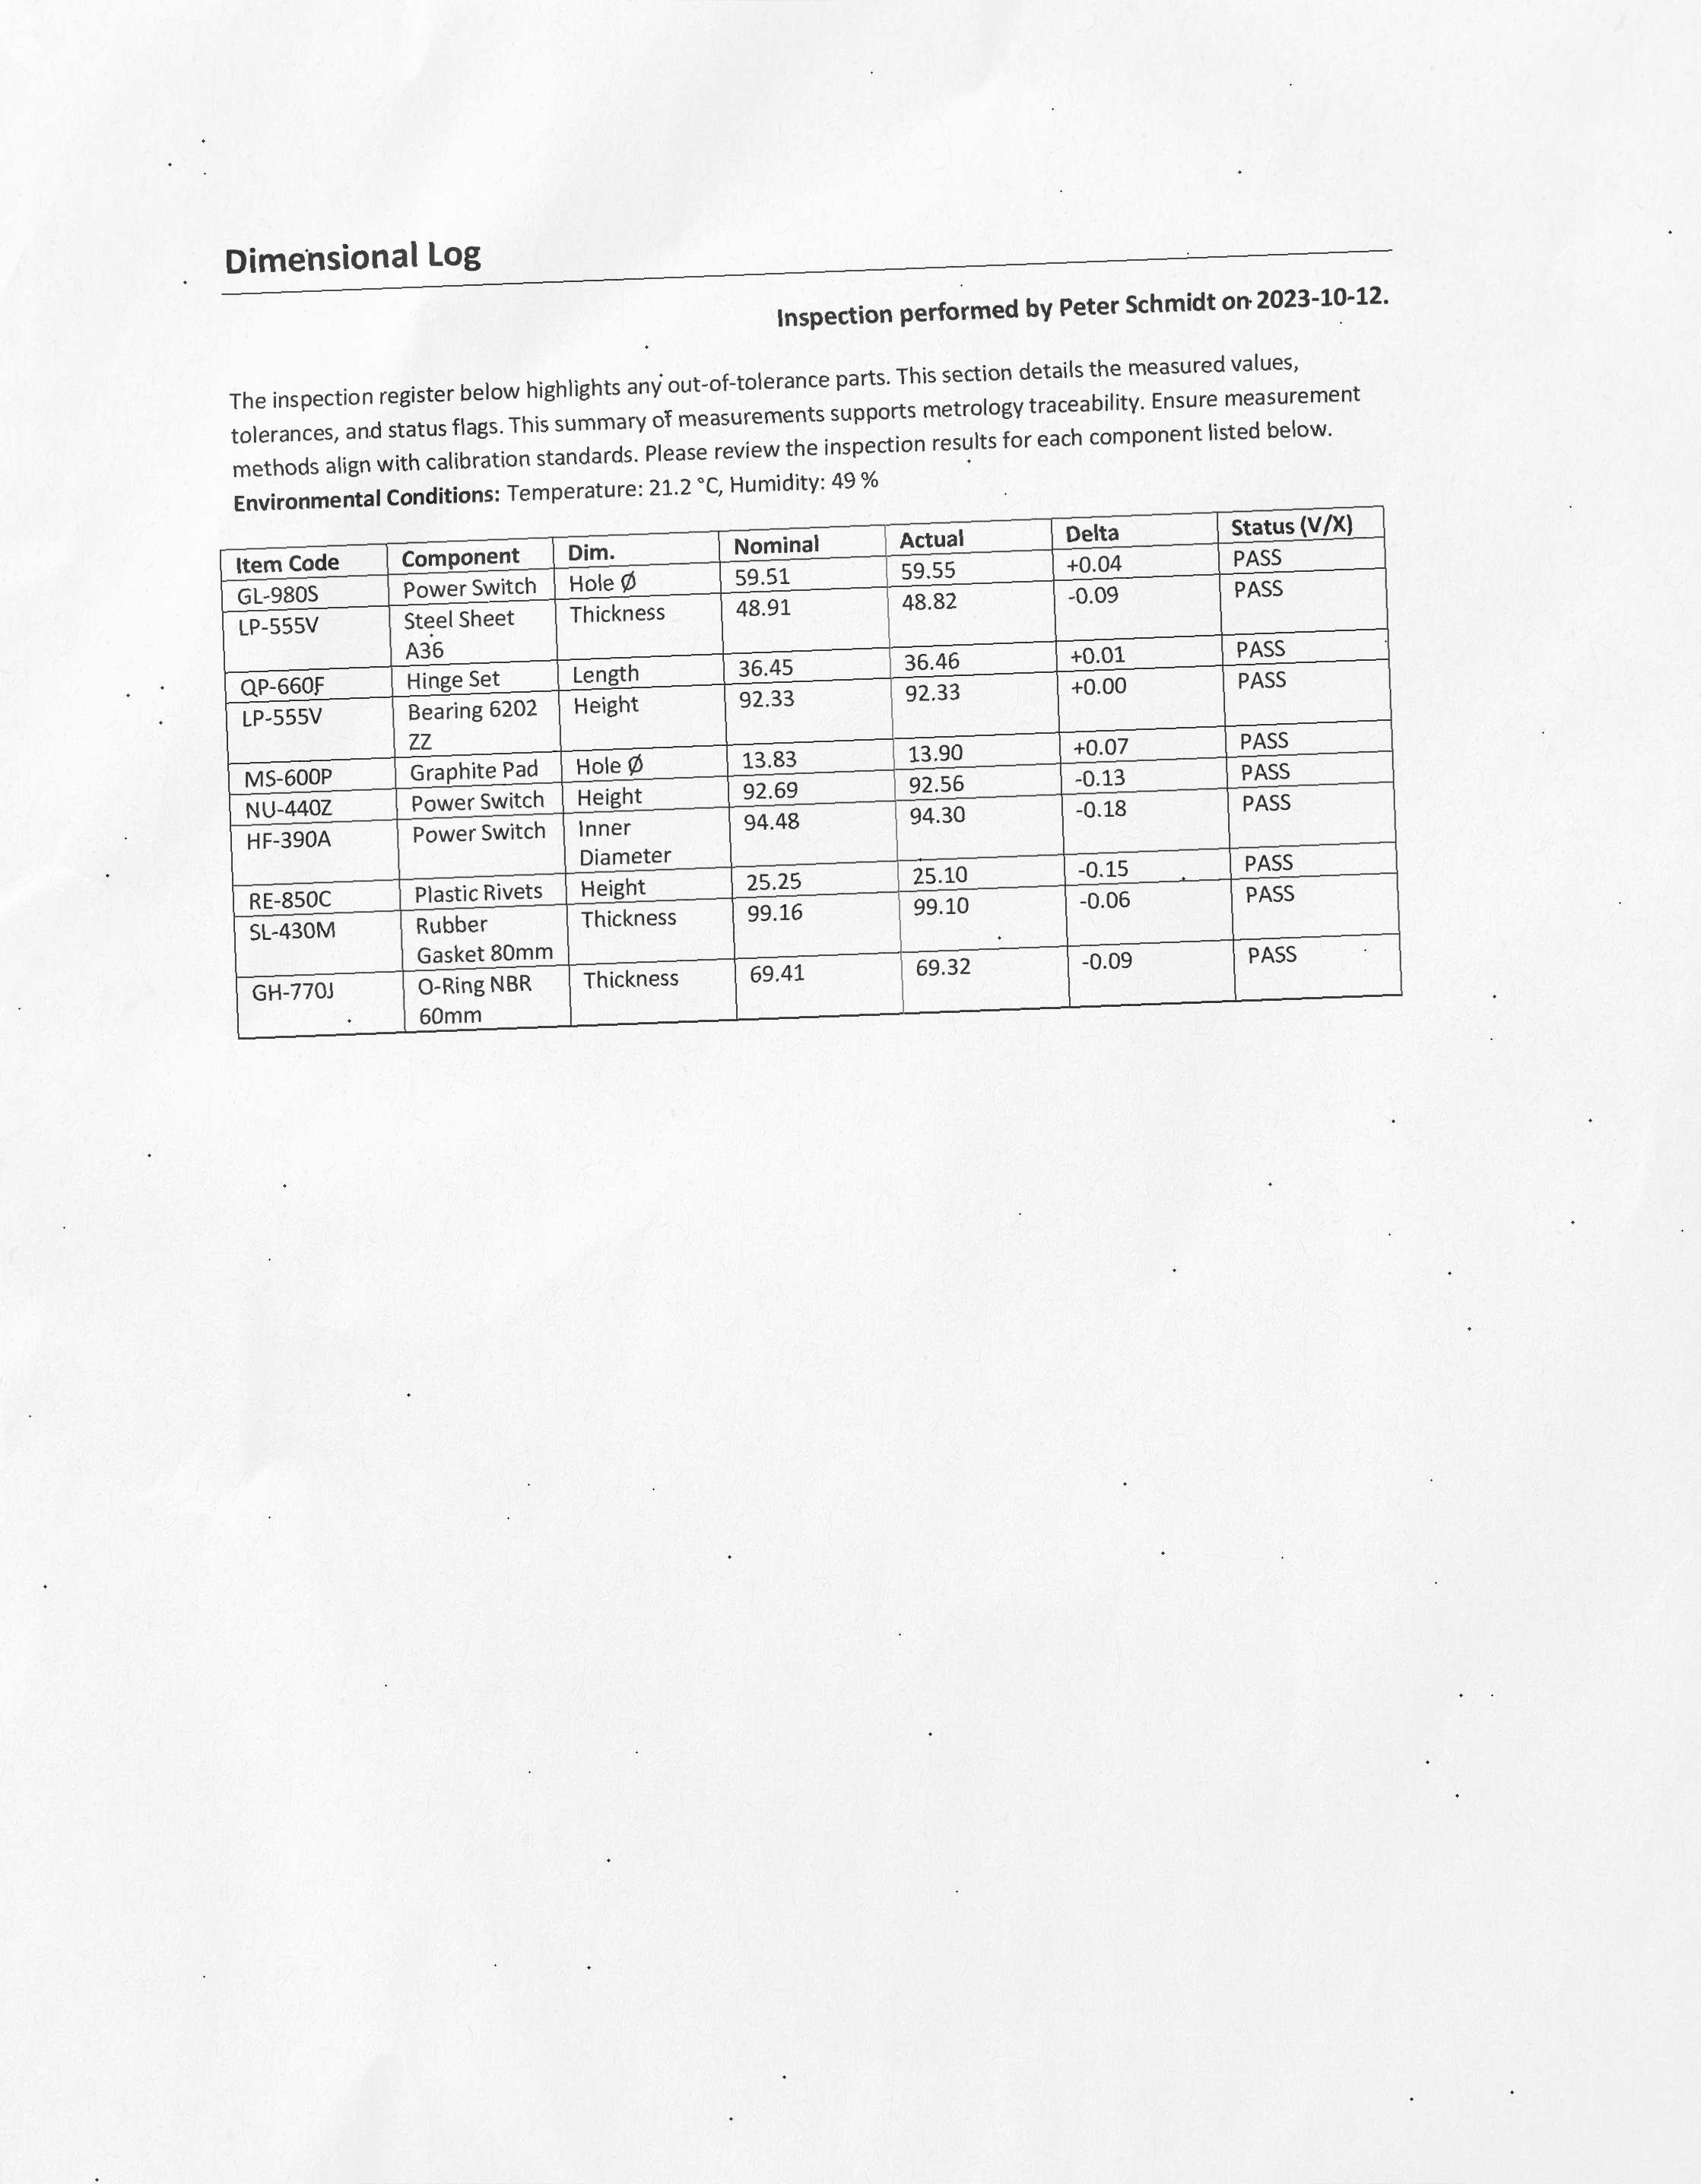 Dimensional Log
Inspection performed by Peter Schmidt on 2023-10-12.
The inspection register below highlights any out-of-tolerance parts. This section details the measured values,
tolerances, and status flags. This summary of measurements supports metrology traceability. Ensure measurement
methods align with calibration standards. Please review the inspection results for each component listed below.
Environmental Conditions: Temperature: 21.2 °C, Humidity: 49 %
Item Code Component Dim. Nominal Actual Delta Status (V/X)
GL-980S Power Switch Hole Ø 59.51 59.55 +0.04 PASS
LP-555V Steel Sheet Thickness 48.91 48.82 -0.09 PASS
A36
QP-660F Hinge Set Length 36.45 36.46 +0.01 PASS
LP-555V Bearing 6202 Height 92.33 92.33 +0.00 PASS
ZZ
MS-600P Graphite Pad Hole Ø 13.83 13.90 +0.07 PASS
NU-440Z Power Switch Height 92.69 92.56 -0.13 PASS
HF-390A Power Switch Inner 94.48 94.30 -0.18 PASS
Diameter
RE-850C Plastic Rivets Height 25.25 25.10 -0.15 PASS
SL-430M Rubber Thickness 99.16 99.10 -0.06 PASS
Gasket 80mm
GH-770J O-Ring NBR Thickness 69.41 69.32 -0.09 PASS
60mm